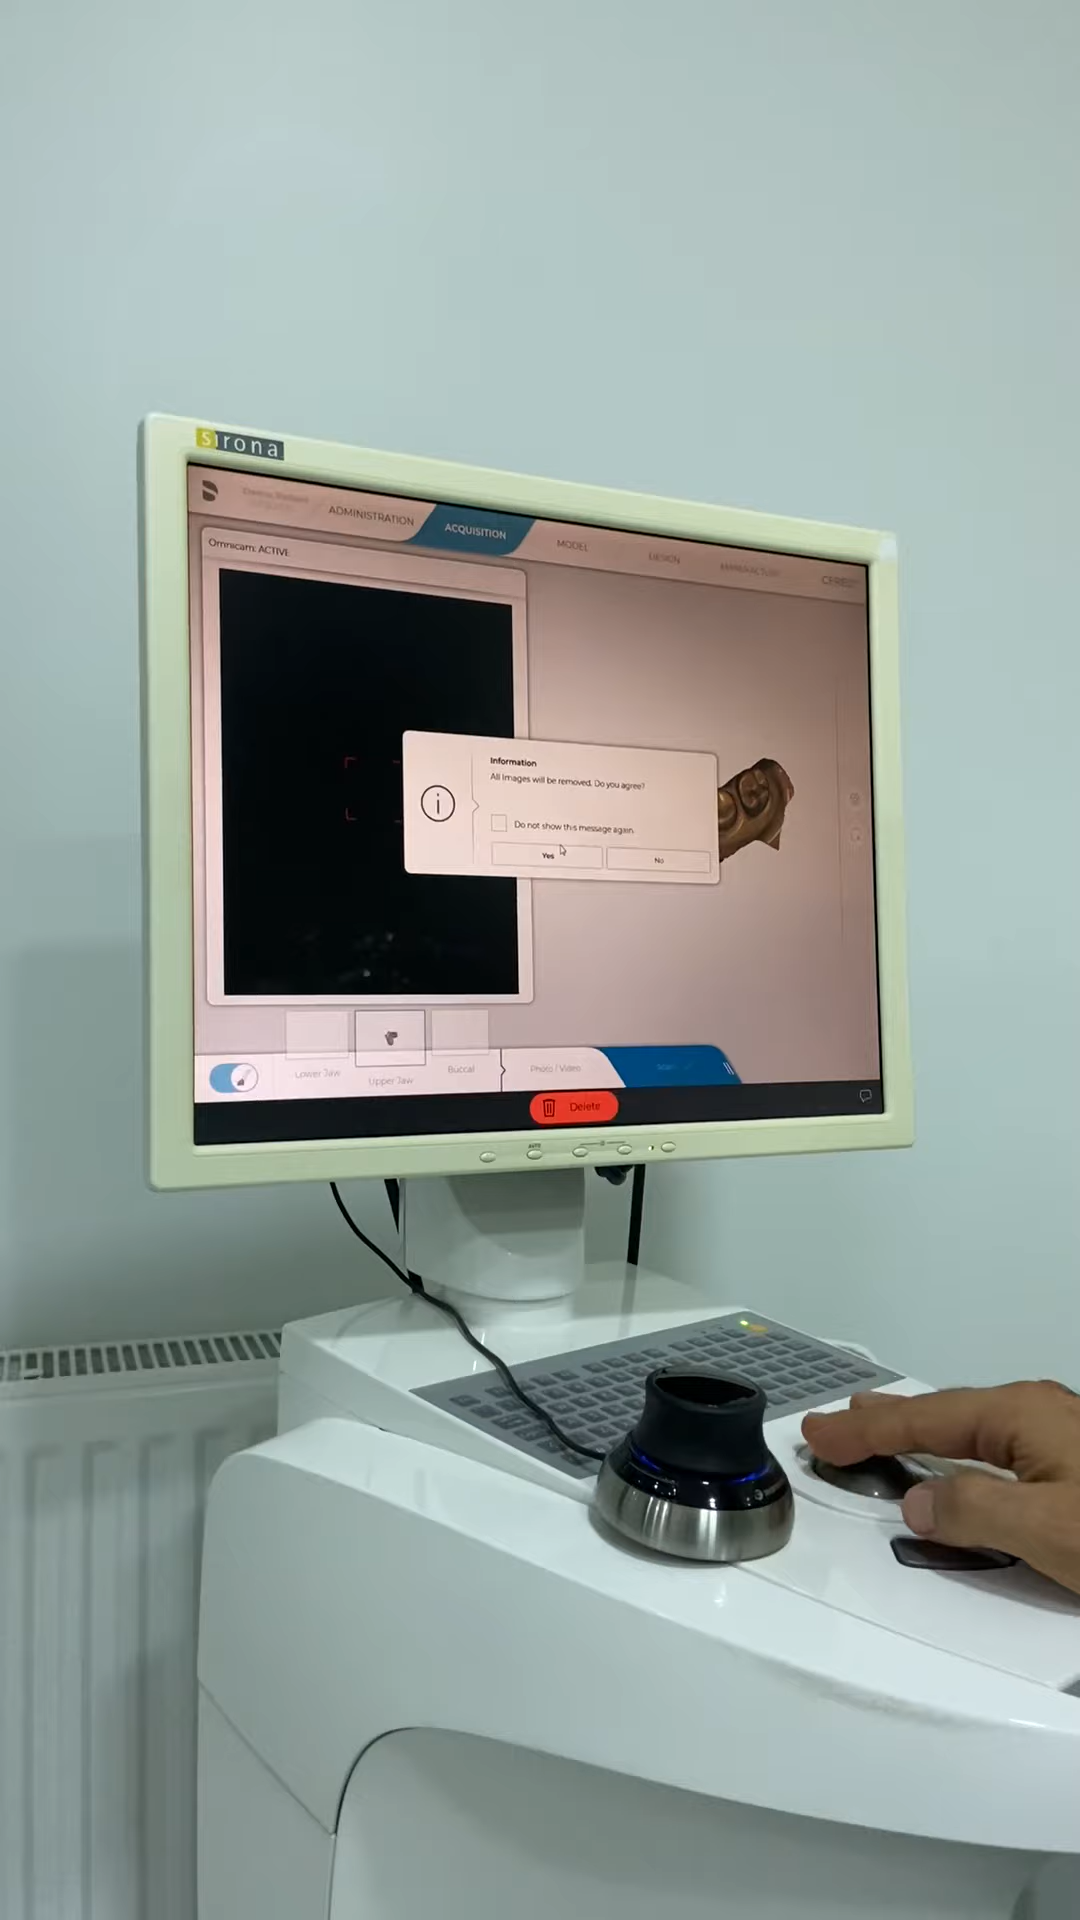 sirona
ADMINISTRATION
ACQUISITION
MODEL
DESIGN
Omnicam: ACTIVE
Information
All Images will be removed. Do you agree?
Do not show this message again.
Yes
No
Lower Jaw
Upper Jaw
Buccal
Photo / Video
Delete
AUTO